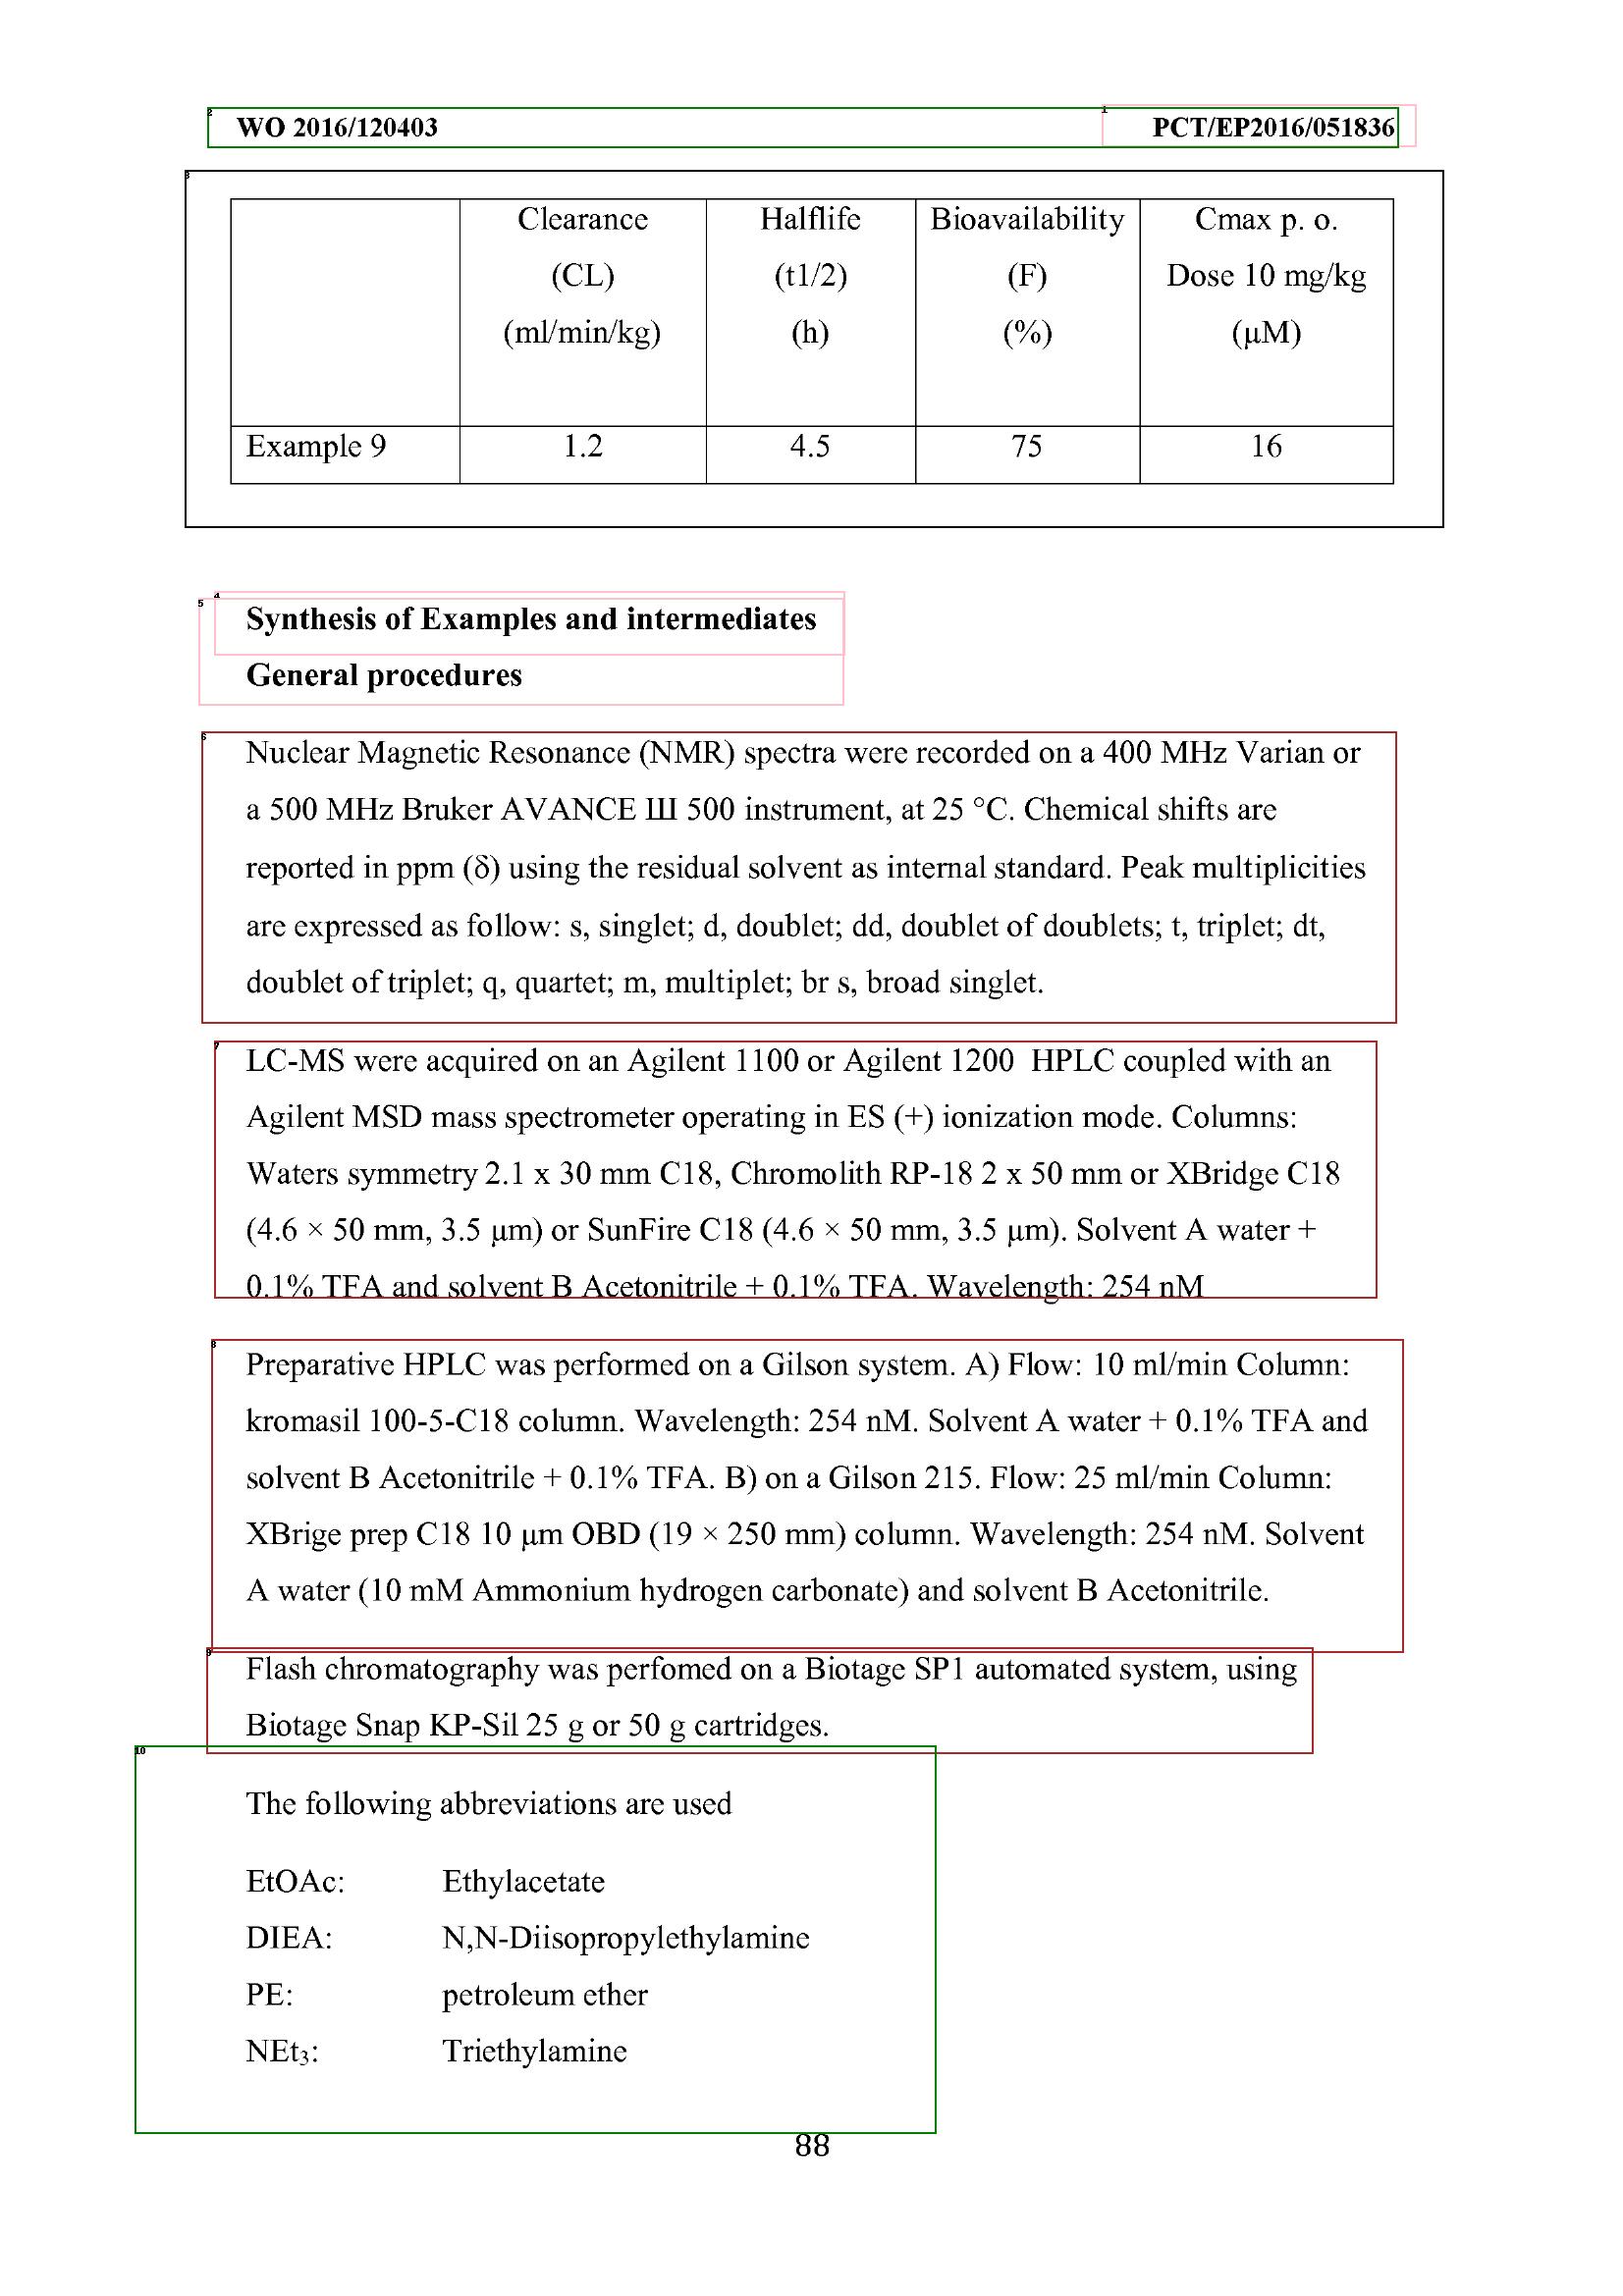 WO 2016/120403 PCT/EP2016/051836
Clearance (CL) (ml/min/kg) Halflife (t1/2) (h) Bioavailability (F) (%) Cmax p. o. Dose 10 mg/kg (µM)
Example 9 1.2 4.5 75 16
Synthesis of Examples and intermediates
General procedures
Nuclear Magnetic Resonance (NMR) spectra were recorded on a 400 MHz Varian or
a 500 MHz Bruker AVANCE III 500 instrument, at 25 °C. Chemical shifts are
reported in ppm (δ) using the residual solvent as internal standard. Peak multiplicities
are expressed as follow: s, singlet; d, doublet; dd, doublet of doublets; t, triplet; dt,
doublet of triplet; q, quartet; m, multiplet; br s, broad singlet.
LC-MS were acquired on an Agilent 1100 or Agilent 1200 HPLC coupled with an
Agilent MSD mass spectrometer operating in ES (+) ionization mode. Columns:
Waters symmetry 2.1 x 30 mm C18, Chromolith RP-18 2 x 50 mm or XBridge C18
(4.6 × 50 mm, 3.5 µm) or SunFire C18 (4.6 × 50 mm, 3.5 µm). Solvent A water +
0.1% TFA and solvent B Acetonitrile + 0.1% TFA. Wavelength: 254 nM
Preparative HPLC was performed on a Gilson system. A) Flow: 10 ml/min Column:
kromasil 100-5-C18 column. Wavelength: 254 nM. Solvent A water + 0.1% TFA and
solvent B Acetonitrile + 0.1% TFA. B) on a Gilson 215. Flow: 25 ml/min Column:
XBrige prep C18 10 µm OBD (19 × 250 mm) column. Wavelength: 254 nM. Solvent
A water (10 mM Ammonium hydrogen carbonate) and solvent B Acetonitrile.
Flash chromatography was perfomed on a Biotage SP1 automated system, using
Biotage Snap KP-Sil 25 g or 50 g cartridges.
The following abbreviations are used
EtOAc: Ethylacetate
DIEA: N,N-Diisopropylethylamine
PE: petroleum ether
NEt₃: Triethylamine
88